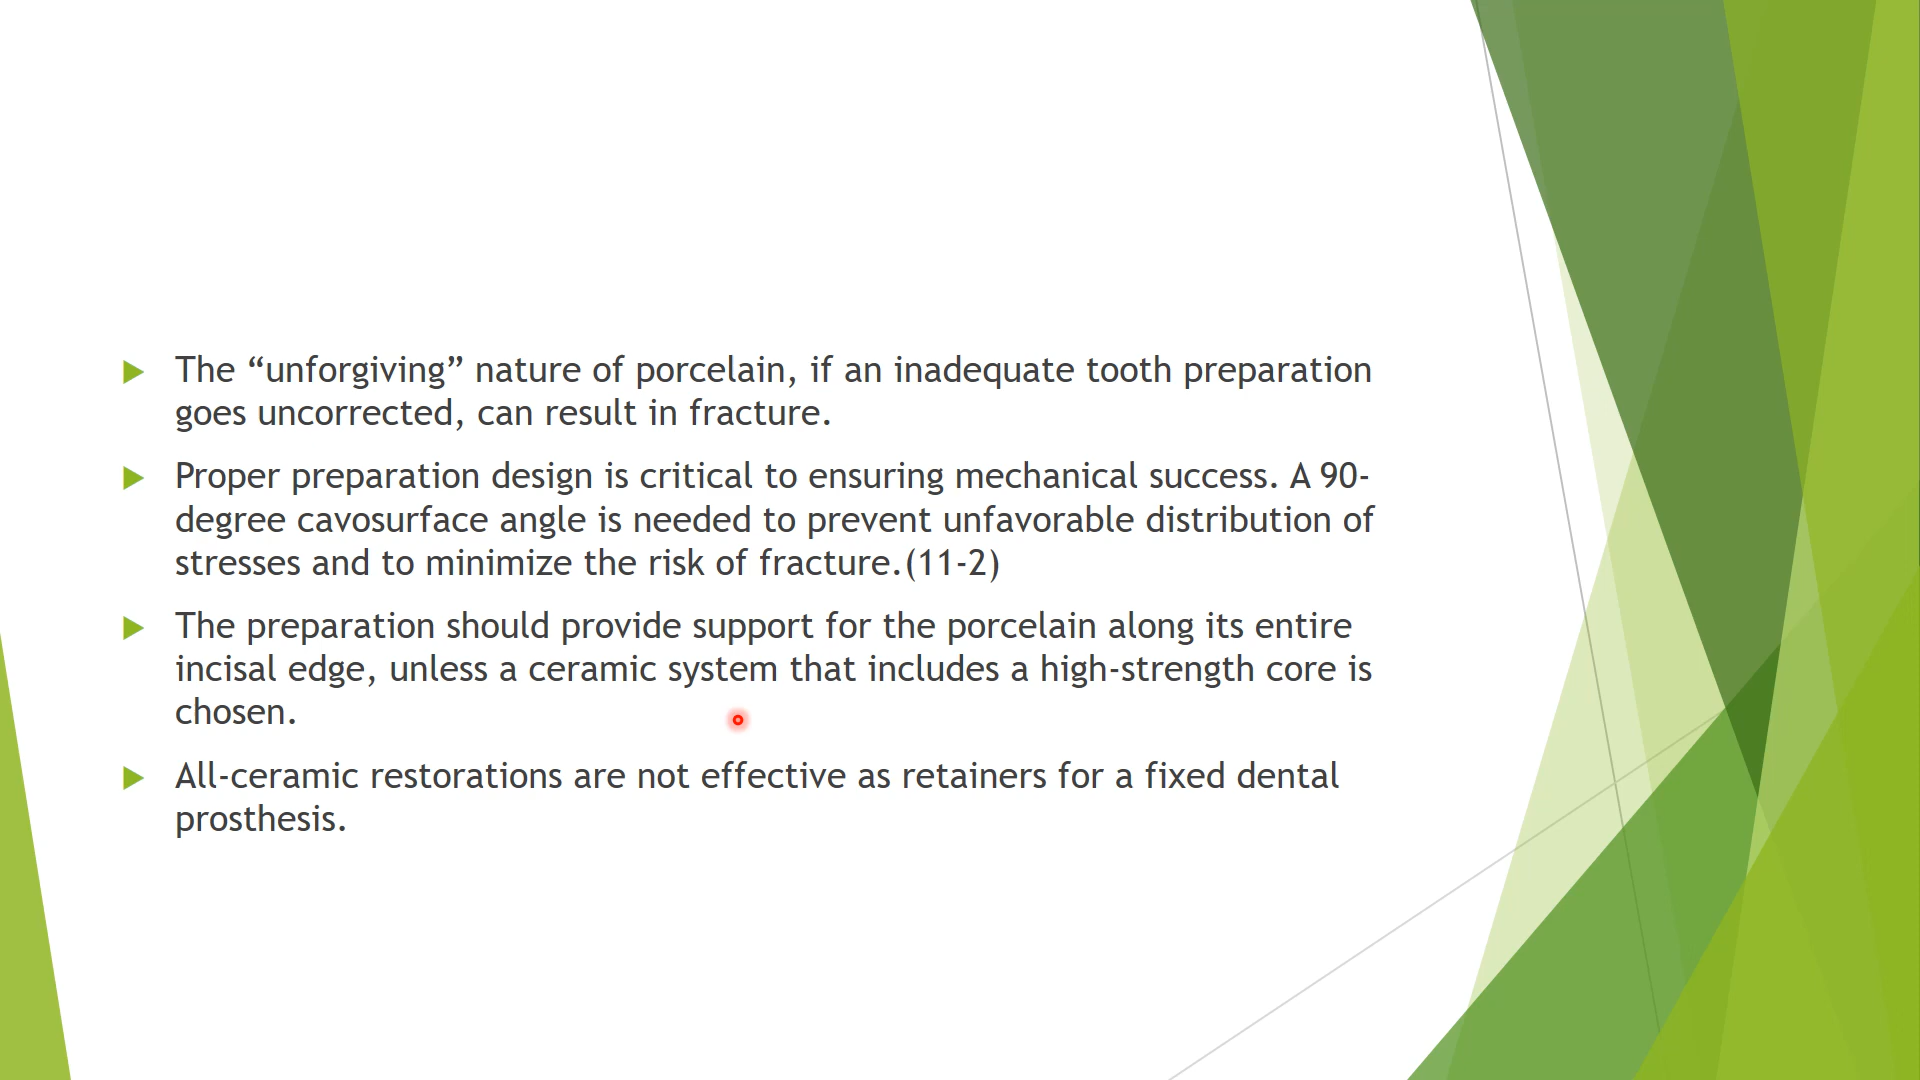 The “unforgiving” nature of porcelain, if an inadequate tooth preparation
goes uncorrected, can result in fracture.
Proper preparation design is critical to ensuring mechanical success. A 90-
degree cavosurface angle is needed to prevent unfavorable distribution of
stresses and to minimize the risk of fracture.(11-2)
The preparation should provide support for the porcelain along its entire
incisal edge, unless a ceramic system that includes a high-strength core is
chosen.
All-ceramic restorations are not effective as retainers for a fixed dental
prosthesis.